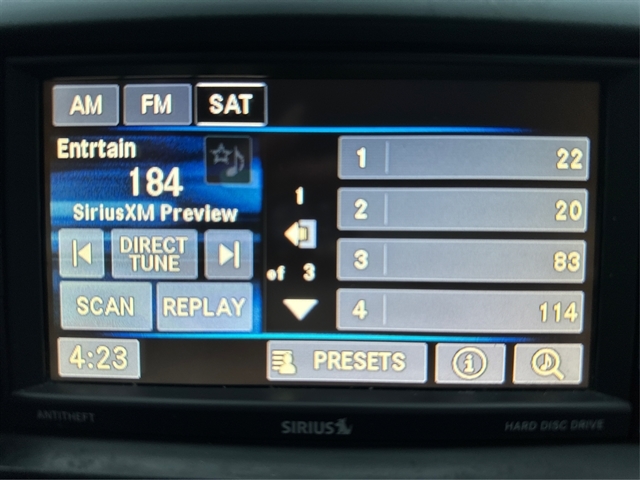 AM FM SAT
Entrtain
184
SiriusXM Preview
DIRECT
TUNE
SCAN REPLAY
1
of 3
1 22
2 20
3 83
4 114
4:23 PRESETS i
ANTITHEFT SIRIUS HARD DISC DRIVE